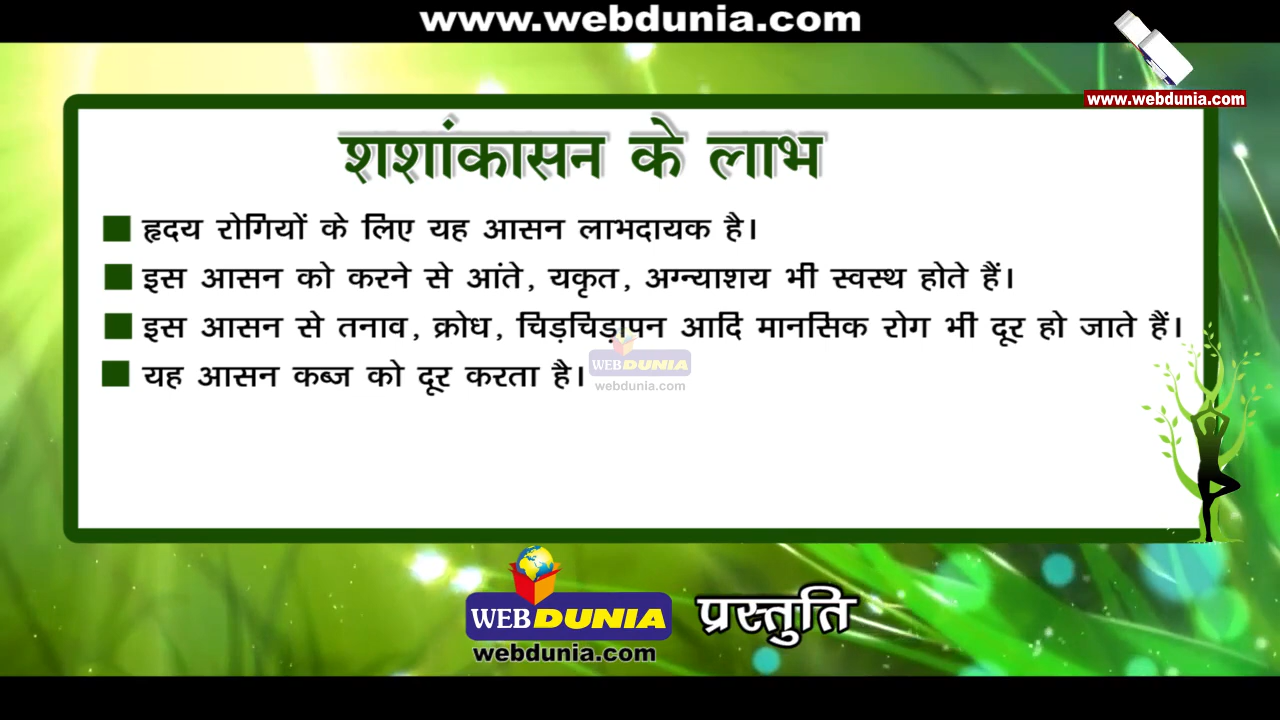 www.webdunia.com
www.webdunia.com
शशांकासन के लाभ
हृदय रोगियों के लिए यह आसन लाभदायक है।
इस आसन को करने से आंते, यकृत, अग्न्याशय भी स्वस्थ होते हैं।
इस आसन से तनाव, क्रोध, चिड़चिड़ापन आदि मानसिक रोग भी दूर हो जाते हैं।
WEBDUNIA
webdunia.com
यह आसन कब्ज को दूर करता है।
WEBDUNIA
webdunia.com
प्रस्तुति